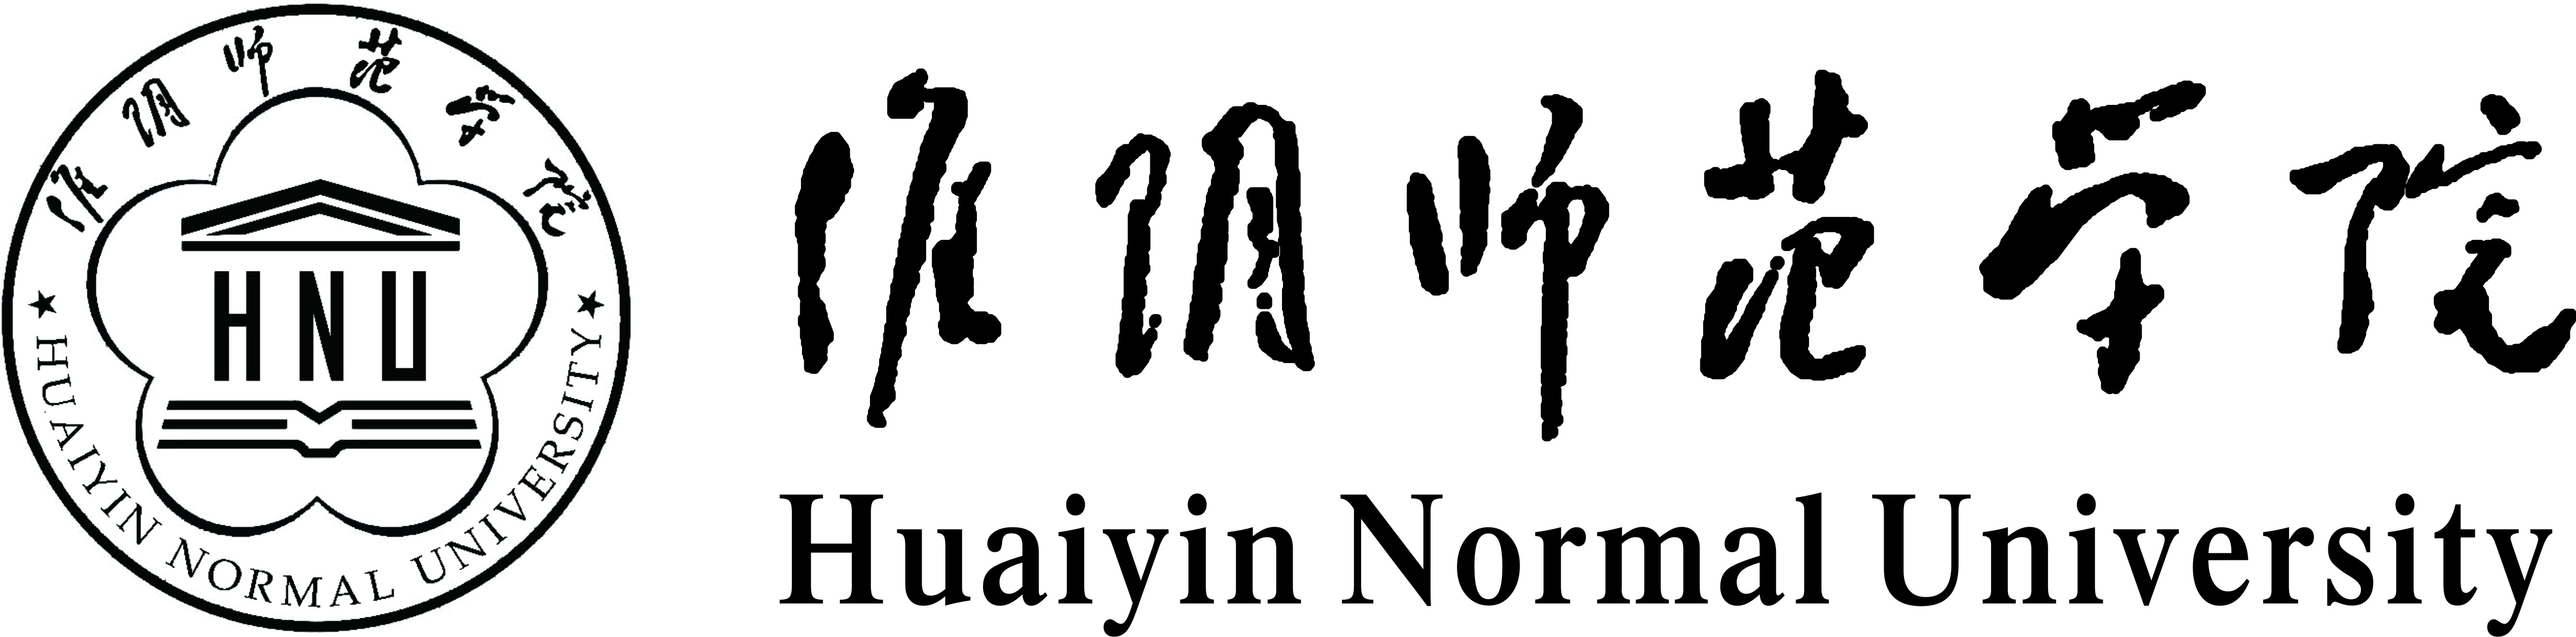 淮阴师范学院
HNU
★ HUAIYIN NORMAL UNIVERSITY ★
淮阴师范学院
Huaiyin Normal University